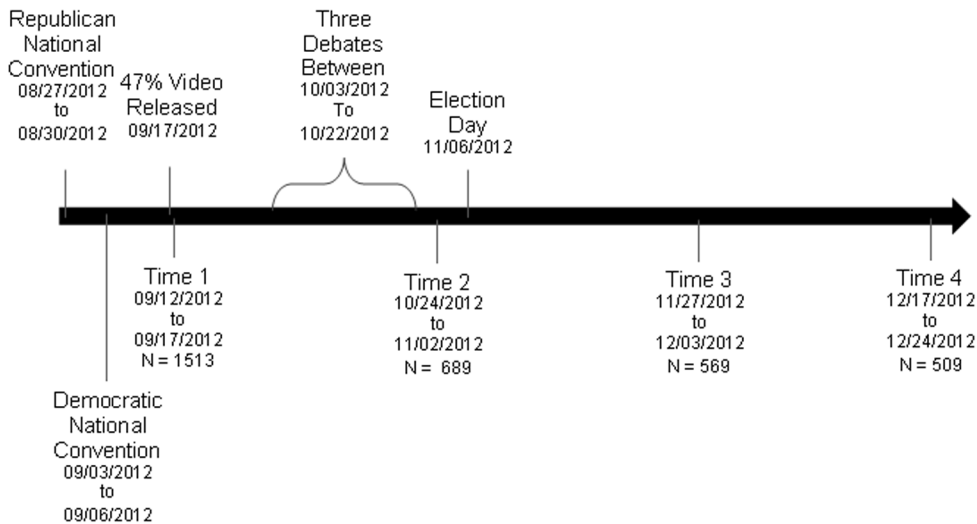 Republican
National
Convention
08/27/2012
to
08/30/2012
47% Video
Released
09/17/2012
Three
Debates
Between
10/03/2012
To
10/22/2012
Election
Day
11/06/2012
Time 1
09/12/2012
to
09/17/2012
N = 1513
Time 2
10/24/2012
to
11/02/2012
N = 689
Time 3
11/27/2012
to
12/03/2012
N = 569
Time 4
12/17/2012
to
12/24/2012
N = 509
Democratic
National
Convention
09/03/2012
to
09/06/2012